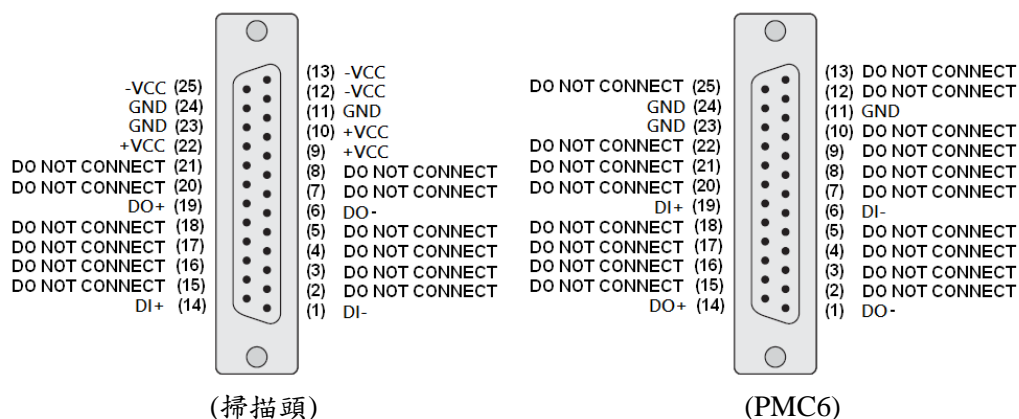 -VCC (25)
GND (24)
GND (23)
+VCC (22)
DO NOT CONNECT (21)
DO NOT CONNECT (20)
DO+ (19)
DO NOT CONNECT (18)
DO NOT CONNECT (17)
DO NOT CONNECT (16)
DO NOT CONNECT (15)
DI+ (14)
(13) -VCC
(12) -VCC
(11) GND
(10) +VCC
(9) +VCC
(8) DO NOT CONNECT
(7) DO NOT CONNECT
(6) DO-
(5) DO NOT CONNECT
(4) DO NOT CONNECT
(3) DO NOT CONNECT
(2) DO NOT CONNECT
(1) DI-
(掃描頭)
DO NOT CONNECT (25)
GND (24)
GND (23)
DO NOT CONNECT (22)
DO NOT CONNECT (21)
DO NOT CONNECT (20)
DI+ (19)
DO NOT CONNECT (18)
DO NOT CONNECT (17)
DO NOT CONNECT (16)
DO NOT CONNECT (15)
DO+ (14)
(13) DO NOT CONNECT
(12) DO NOT CONNECT
(11) GND
(10) DO NOT CONNECT
(9) DO NOT CONNECT
(8) DO NOT CONNECT
(7) DO NOT CONNECT
(6) DI-
(5) DO NOT CONNECT
(4) DO NOT CONNECT
(3) DO NOT CONNECT
(2) DO NOT CONNECT
(1) DO-
(PMC6)